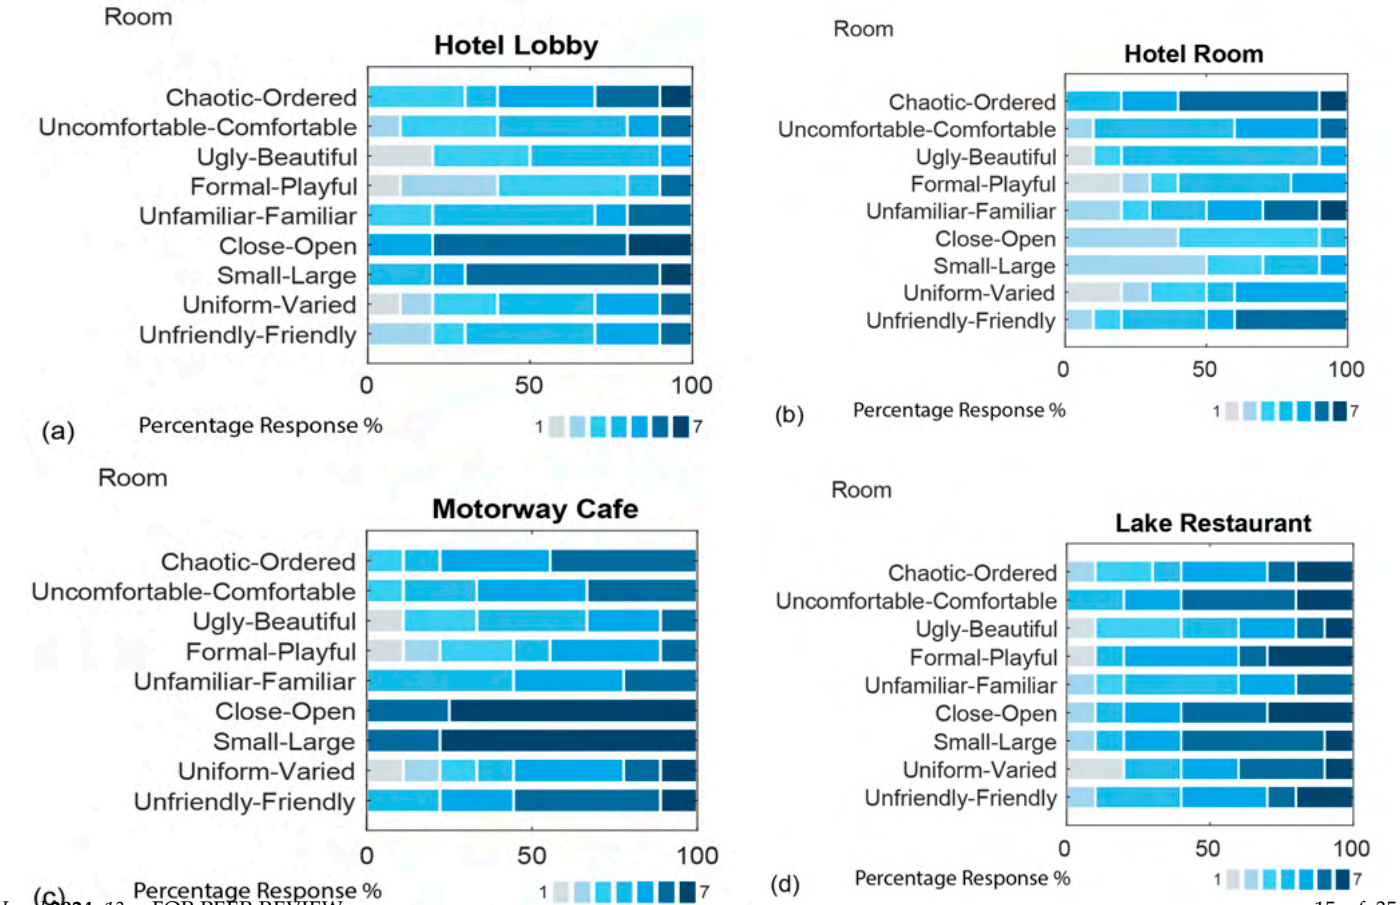 Room
Hotel Lobby
Chaotic-Ordered
Uncomfortable-Comfortable
Ugly-Beautiful
Formal-Playful
Unfamiliar-Familiar
Close-Open
Small-Large
Uniform-Varied
Unfriendly-Friendly
0 50 100
(a) Percentage Response % 1 7
Room
Hotel Room
Chaotic-Ordered
Uncomfortable-Comfortable
Ugly-Beautiful
Formal-Playful
Unfamiliar-Familiar
Close-Open
Small-Large
Uniform-Varied
Unfriendly-Friendly
0 50 100
(b) Percentage Response % 1 7
Room
Motorway Cafe
Chaotic-Ordered
Uncomfortable-Comfortable
Ugly-Beautiful
Formal-Playful
Unfamiliar-Familiar
Close-Open
Small-Large
Uniform-Varied
Unfriendly-Friendly
0 50 100
(c) Percentage Response % 1 7
Room
Lake Restaurant
Chaotic-Ordered
Uncomfortable-Comfortable
Ugly-Beautiful
Formal-Playful
Unfamiliar-Familiar
Close-Open
Small-Large
Uniform-Varied
Unfriendly-Friendly
0 50 100
(d) Percentage Response % 1 7
FOR PEER REVIEW